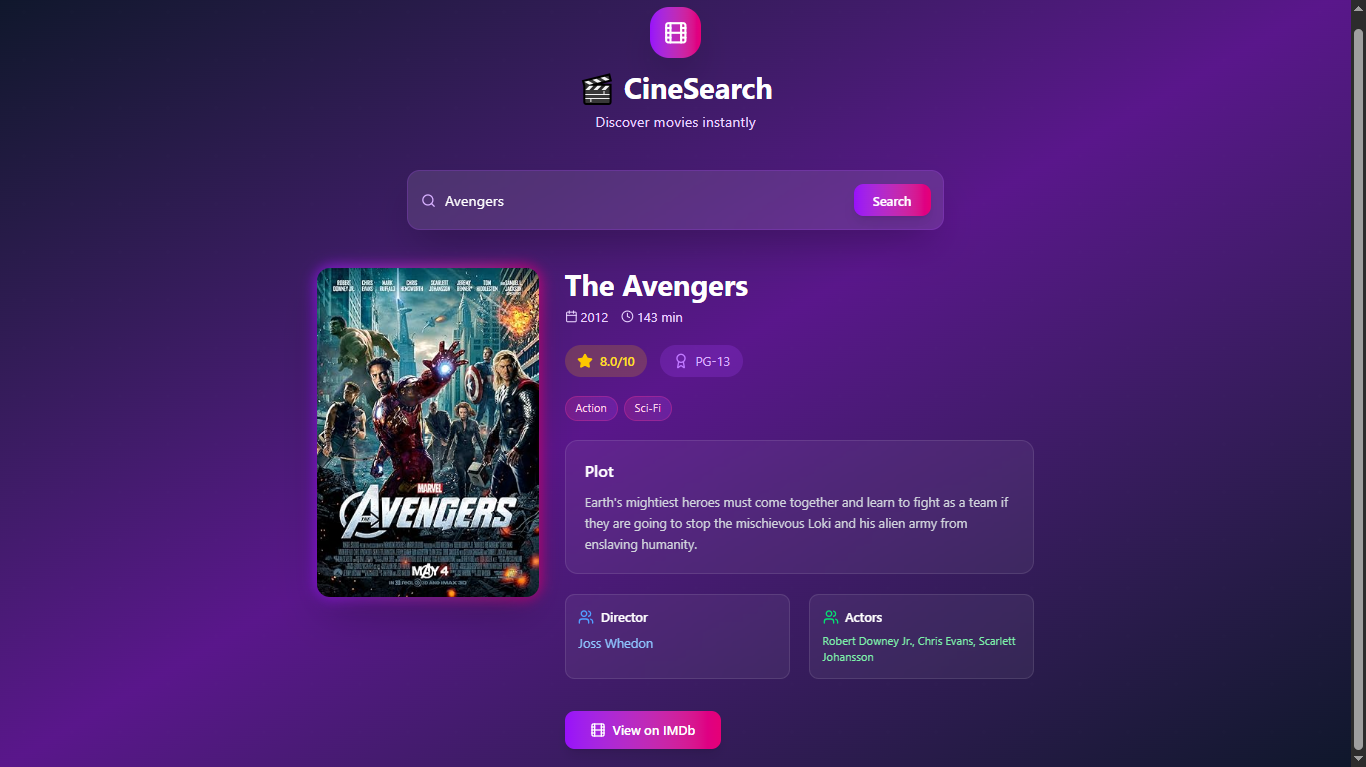 🎬 CineSearch
Discover movies instantly
Avengers
Search
ROBERT DOWNEY JR. CHRIS EVANS MARK RUFFALO CHRIS HEMSWORTH SCARLETT JOHANSSON JEREMY RENNER TOM HIDDLESTON AND SAMUEL L. JACKSON
MARVEL
THE AVENGERS
MAY 4
The Avengers
2012 143 min
8.0/10 PG-13
Action Sci-Fi
Plot
Earth's mightiest heroes must come together and learn to fight as a team if
they are going to stop the mischievous Loki and his alien army from
enslaving humanity.
Director
Joss Whedon
Actors
Robert Downey Jr., Chris Evans, Scarlett
Johansson
View on IMDb